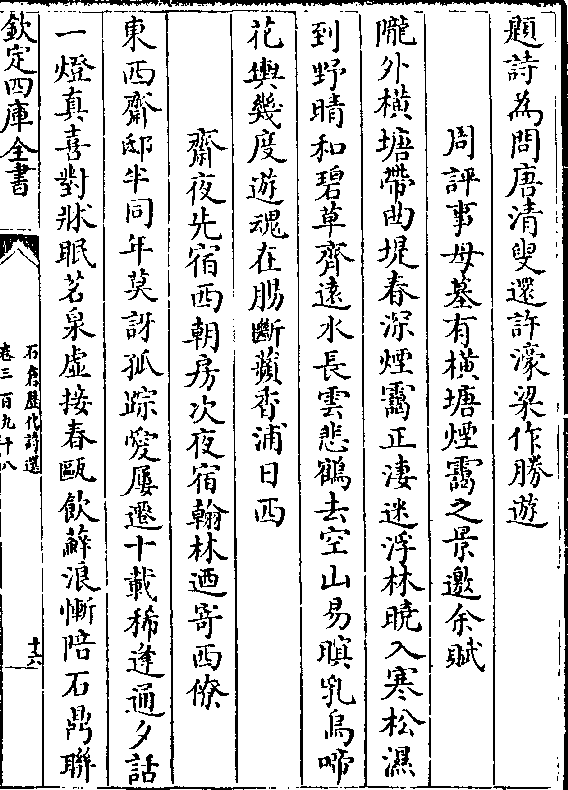 題詩為問唐清叟還許濠梁作勝遊
周評事母墓有橫塘煙靄之景邀余賦
隴外橫塘帶曲堤春深煙靄正淒迷浮林曉入寒松濕
到野晴和碧草齊遠水長雲悲鶴去空山易暝乳烏啼
花輿幾度遊魂在腸斷蘋香浦日西
齋夜先宿西朝房次夜宿翰林廼寄西僚
東西齋邸半同年莫訝孤踪愛屢遷十載稀逢通夕話
一燈真喜對牀眠茗泉虛接春甌飲蘚浪慚陪石鼎聯
欽定四庫全書
石倉歷代詩選
卷三百九十八
十六